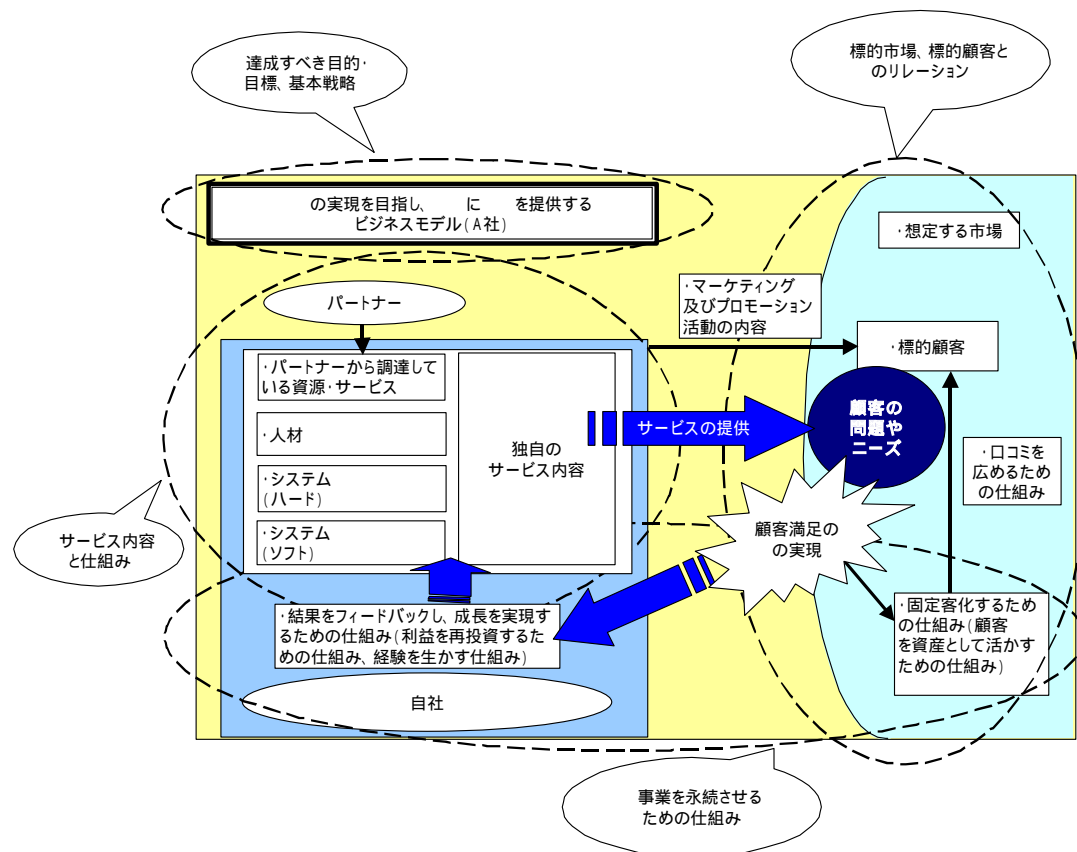 達成すべき目的・
目標、基本戦略
標的市場、標的顧客と
のリレーション
の実現を目指し、　　に　　を提供する
ビジネスモデル(A社)
・想定する市場
パートナー
・マーケティング
及びプロモーション
活動の内容
・標的顧客
・パートナーから調達して
いる資源・サービス
・人材
・システム
(ハード)
・システム
(ソフト)
独自の
サービス内容
サービスの提供
顧客の
問題や
ニーズ
・口コミを
広めるため
の仕組み
サービス内容
と仕組み
顧客満足の
の実現
・結果をフィードバックし、成長を実現す
るための仕組み(利益を再投資するた
めの仕組み、経験を生かす仕組み)
・固定客化するため
の仕組み(顧客
を資産として活かす
ための仕組み)
自社
事業を永続させる
ための仕組み